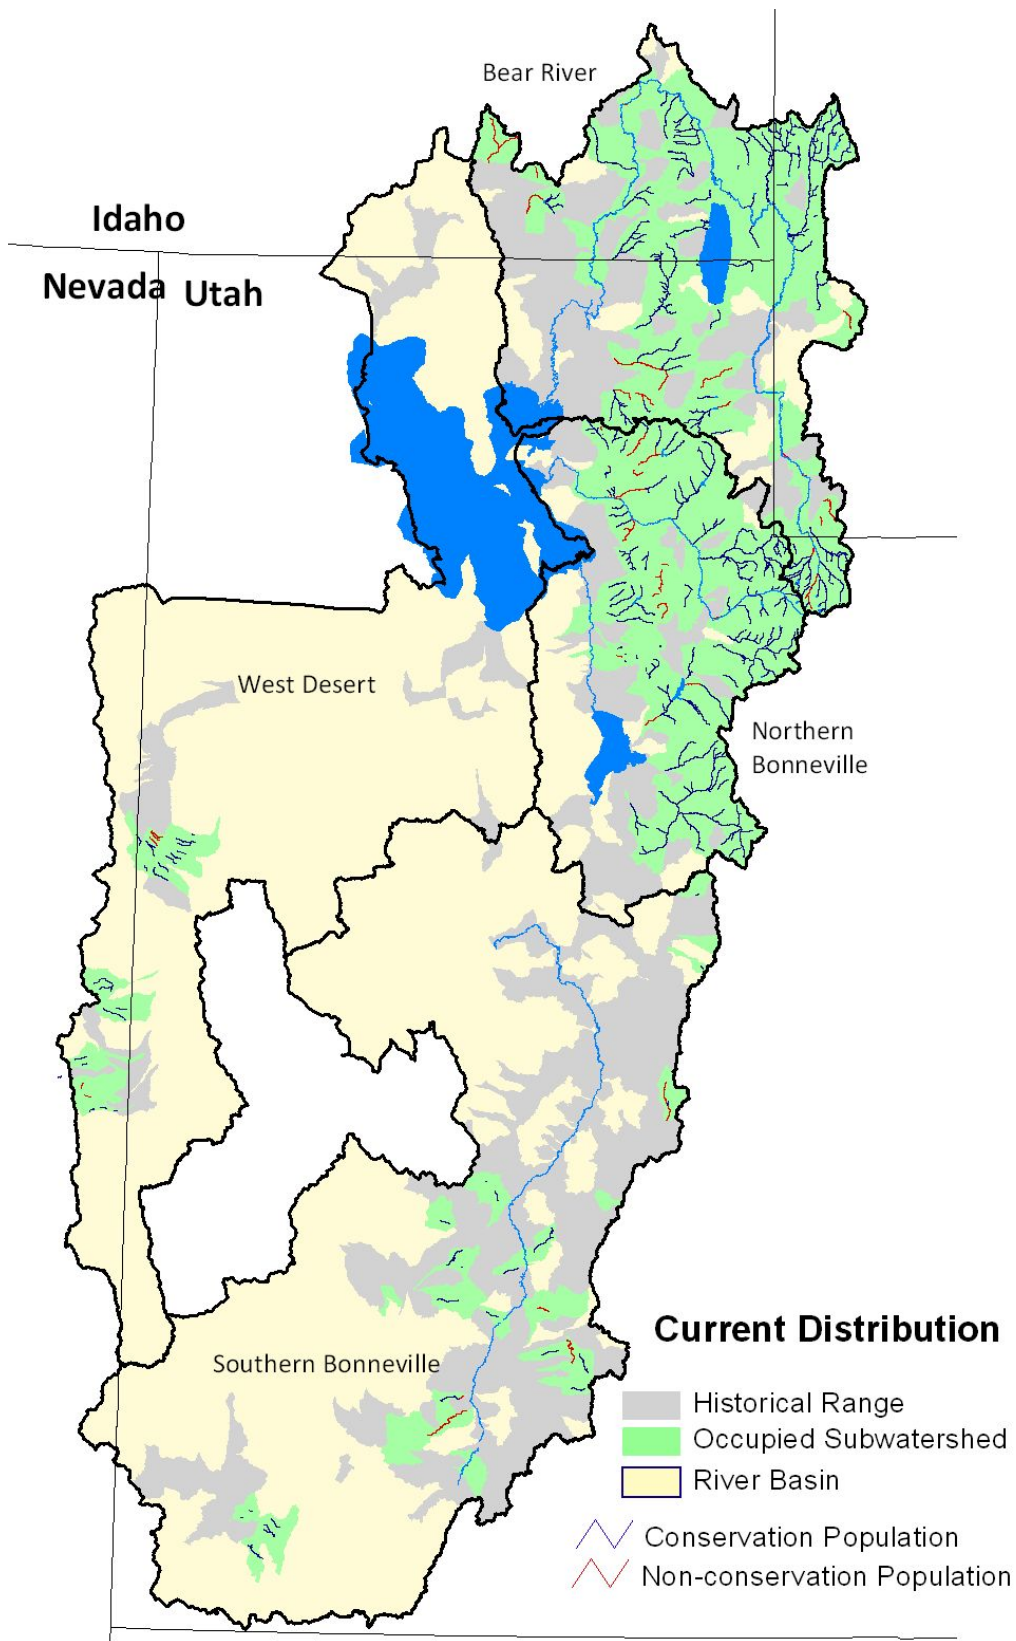 Bear River
Idaho
Nevada Utah
West Desert
Northern
Bonneville
Southern Bonneville
Current Distribution
Historical Range
Occupied Subwatershed
River Basin
Conservation Population
Non-conservation Population